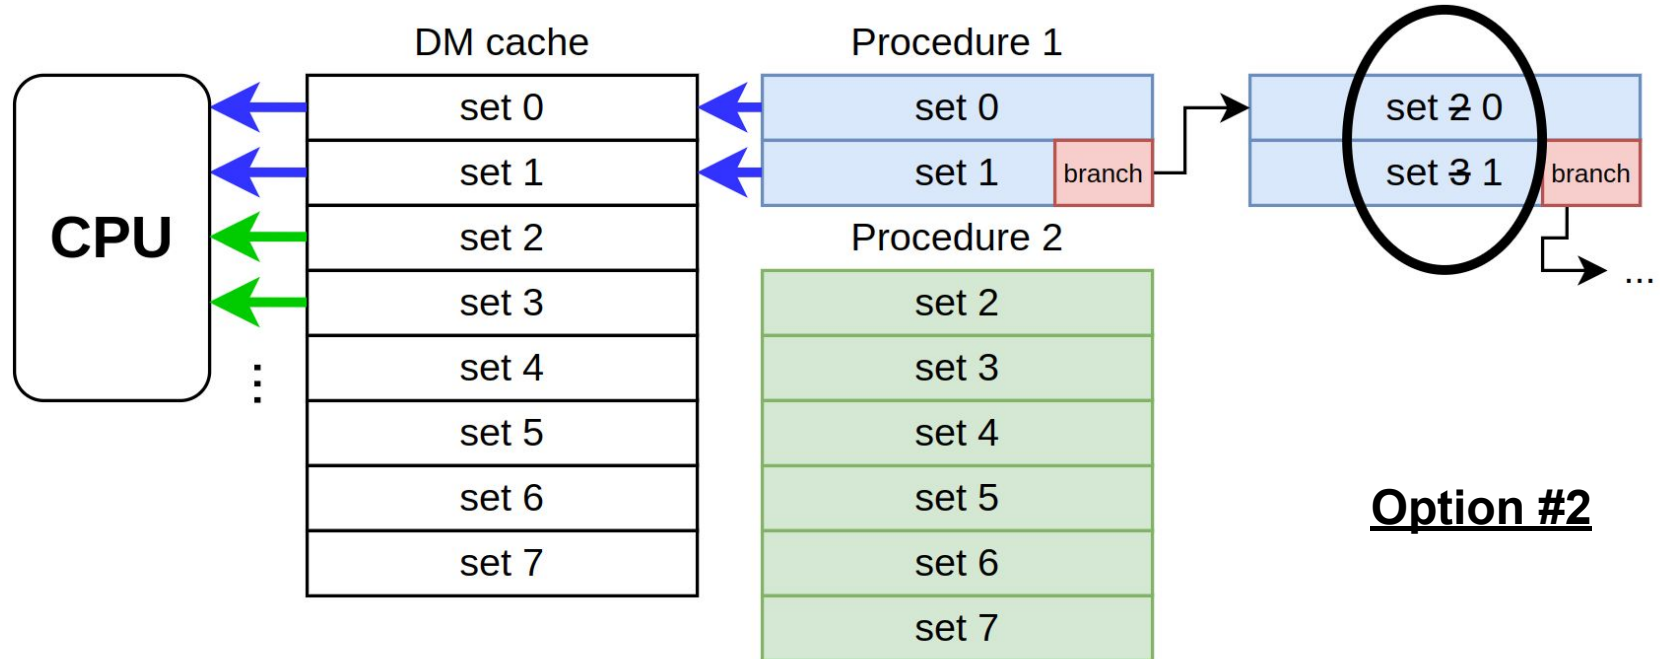 DM cache
Procedure 1
CPU
set 0
set 1
set 2
set 3
set 4
set 5
set 6
set 7
⋮
set 0
set 1
branch
Procedure 2
set 2
set 3
set 4
set 5
set 6
set 7
set 2 0
set 3 1
branch
...
Option #2